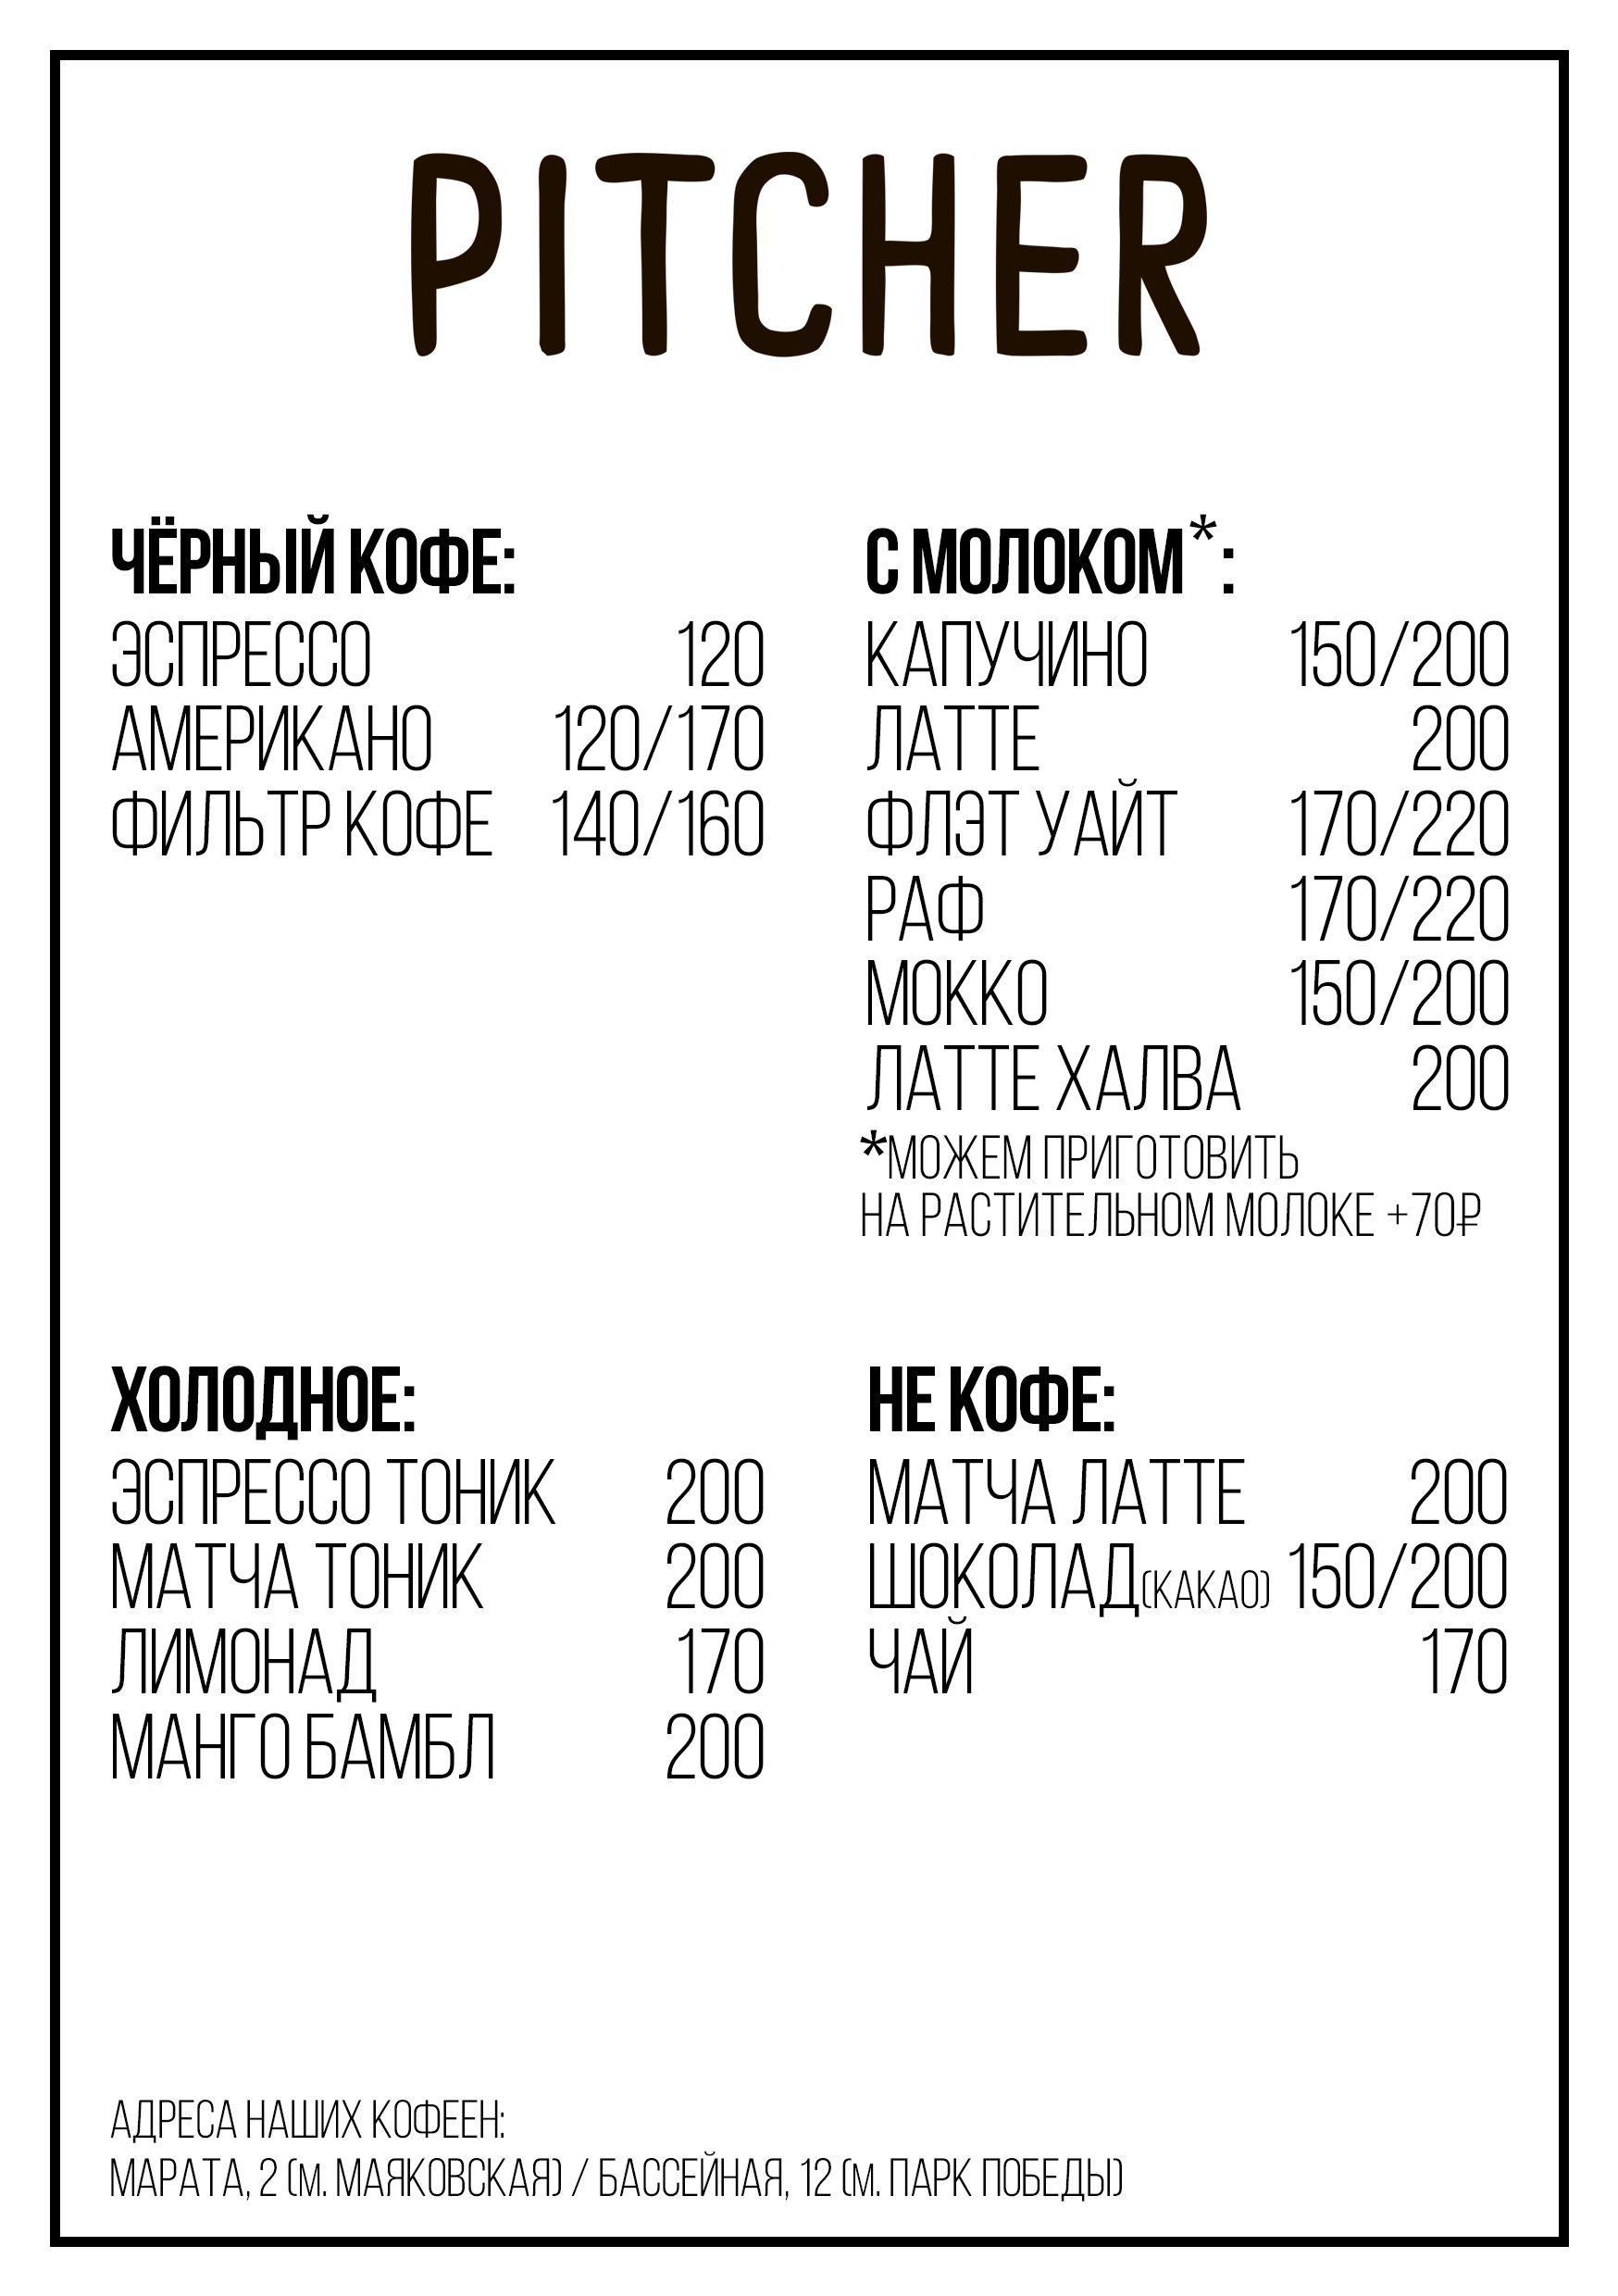 PITCHER
ЧЁРНЫЙ КОФЕ:
ЭСПРЕССО 120
АМЕРИКАНО 120/170
ФИЛЬТР КОФЕ 140/160
С МОЛОКОМ*:
КАПУЧИНО 150/200
ЛАТТЕ 200
ФЛЭТ УАЙТ 170/220
РАФ 170/220
МОККО 150/200
ЛАТТЕ ХАЛВА 200
*МОЖЕМ ПРИГОТОВИТЬ
НА РАСТИТЕЛЬНОМ МОЛОКЕ +70₽
ХОЛОДНОЕ:
ЭСПРЕССО ТОНИК 200
МАТЧА ТОНИК 200
ЛИМОНАД 170
МАНГО БАМБЛ 200
НЕ КОФЕ:
МАТЧА ЛАТТЕ 200
ШОКОЛАД(КАКАО) 150/200
ЧАЙ 170
АДРЕСА НАШИХ КОФЕЕН:
МАРАТА, 2 (М. МАЯКОВСКАЯ) / БАССЕЙНАЯ, 12 (М. ПАРК ПОБЕДЫ)